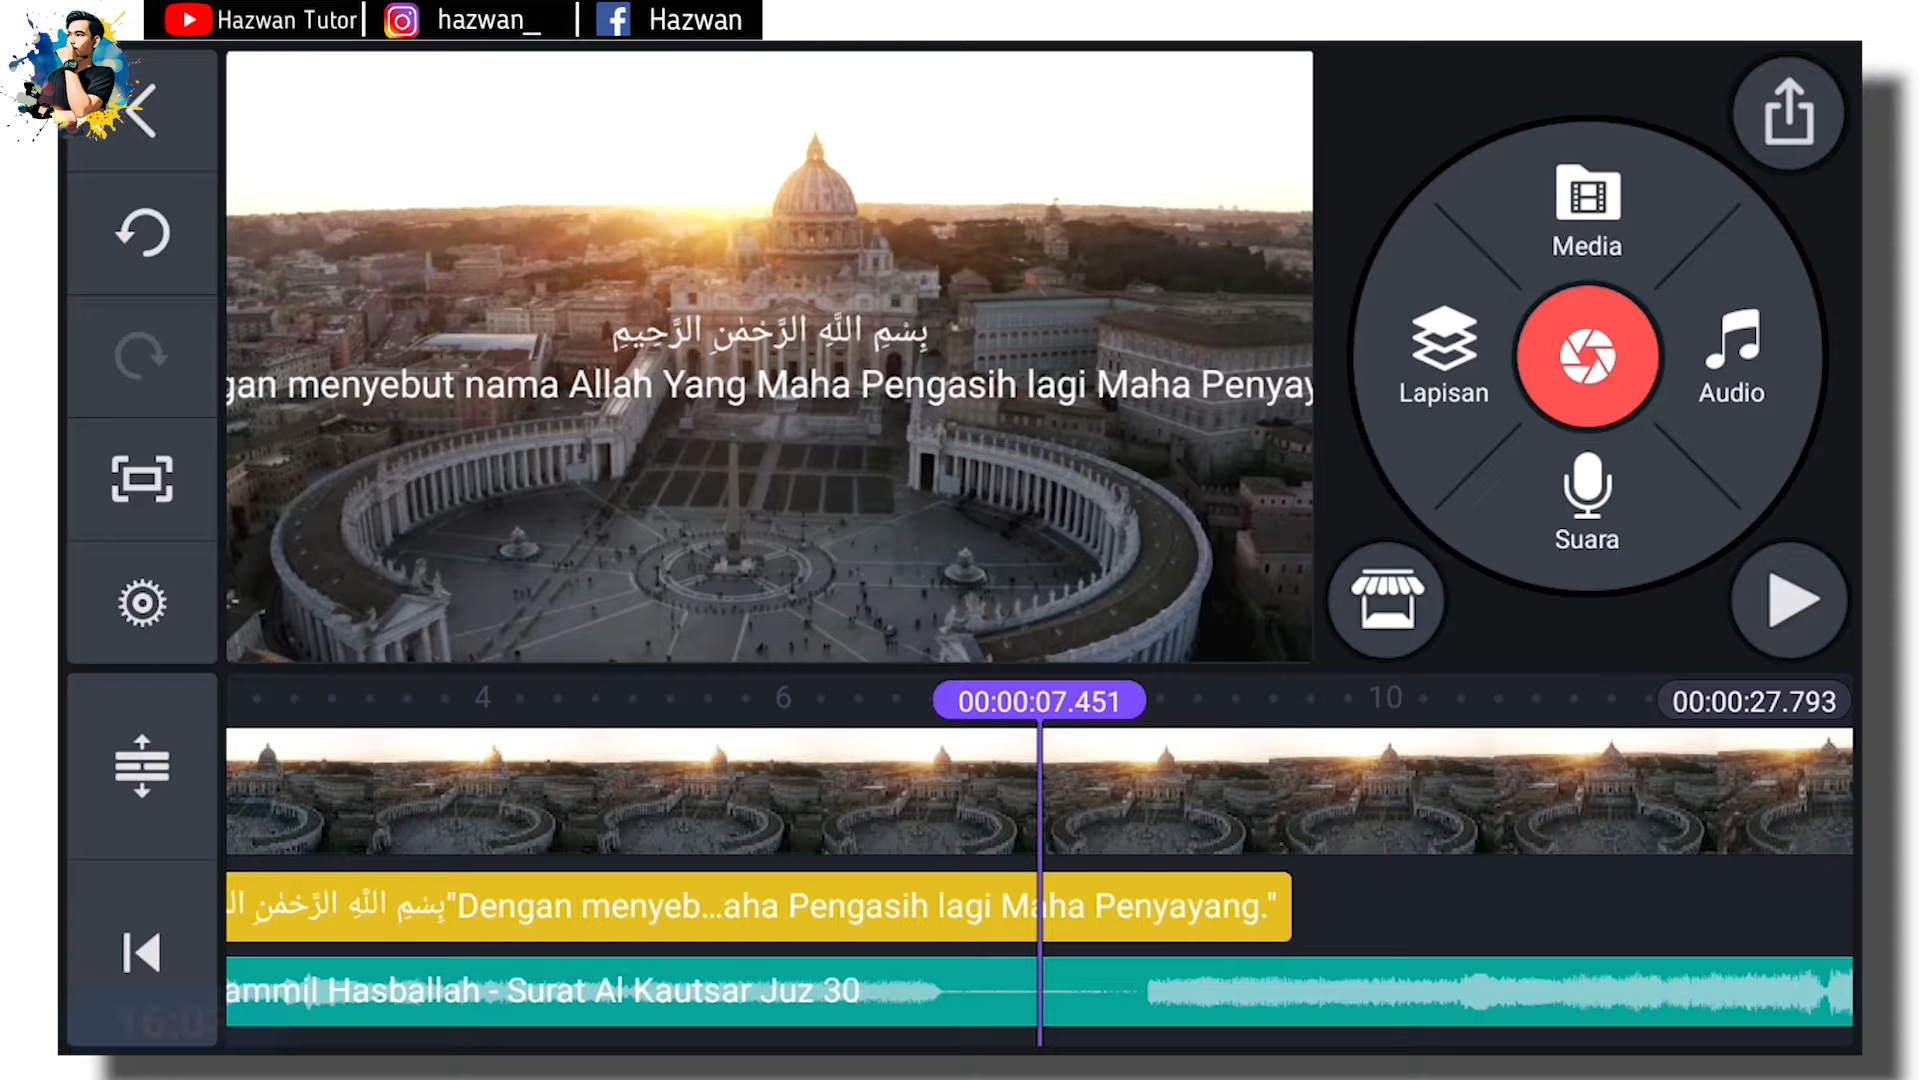 Hazwan Tutor| hazwan_ | Hazwan
بِسْمِ اللَّهِ الرَّحْمٰنِ الرَّحِيمِ
gan menyebut nama Allah Yang Maha Pengasih lagi Maha Penyay
Media
Lapisan
Audio
Suara
4 6 00:00:07.451 10 00:00:27.793
بِسْمِ اللَّهِ الرَّحْمٰنِ ال"Dengan menyeb...aha Pengasih lagi Maha Penyayang."
ammil Hasballah - Surat Al Kautsar Juz 30